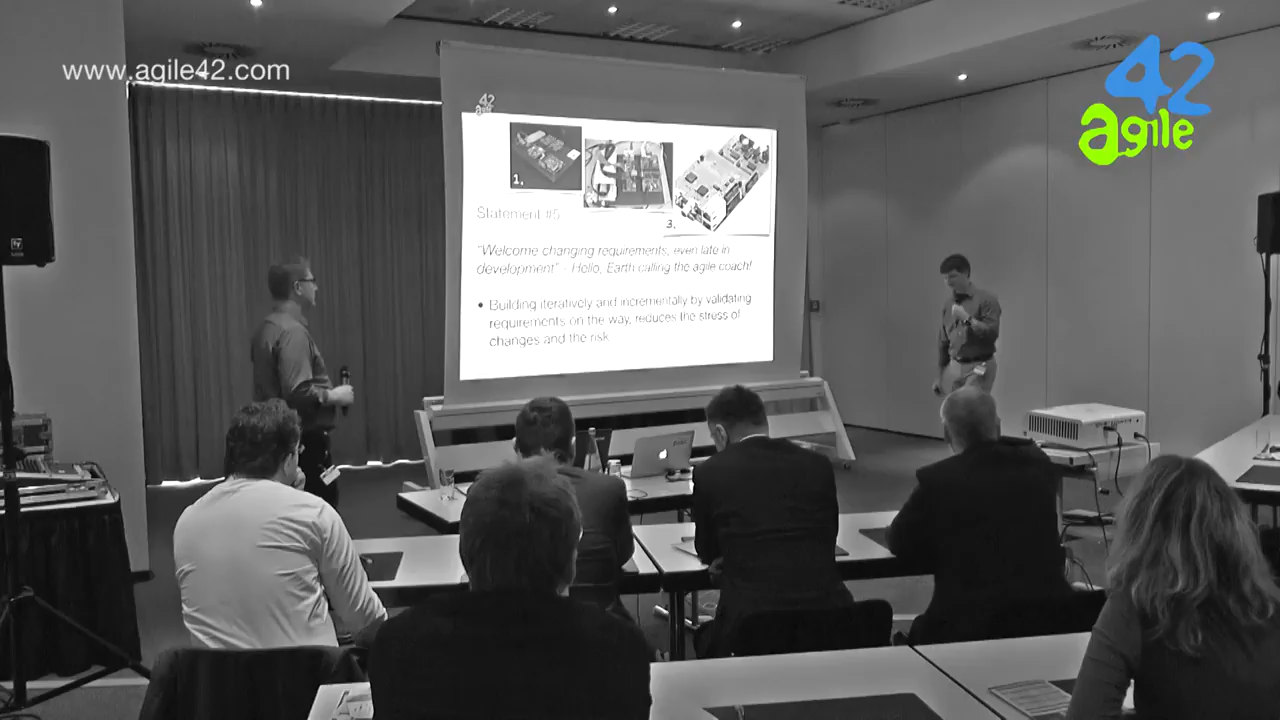 www.agile42.com
42
agile
42
agile
1.
3.
Statement #5
"Welcome changing requirements, even late in
development" - Hello, Earth calling the agile coach!
• Building iteratively and incrementally by validating
requirements on the way, reduces the stress of
changes and the risk